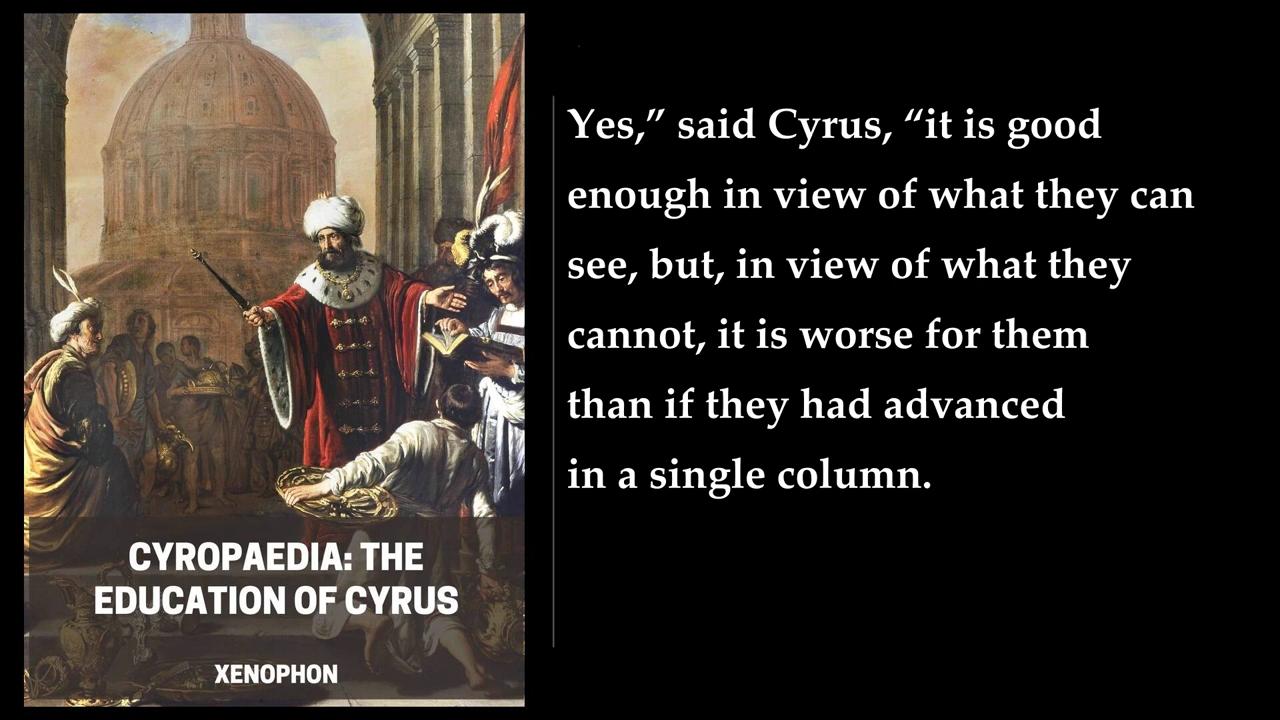 Yes,” said Cyrus, “it is good
enough in view of what they can
see, but, in view of what they
cannot, it is worse for them
than if they had advanced
in a single column.
CYROPAEDIA: THE
EDUCATION OF CYRUS
XENOPHON